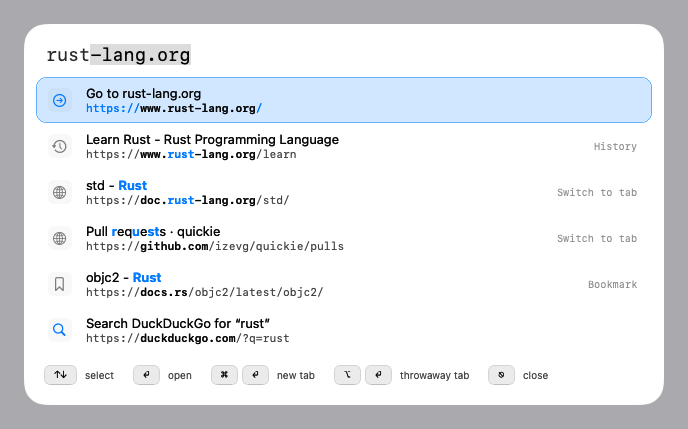 rust-lang.org
Go to rust-lang.org
https://www.rust-lang.org/
Learn Rust - Rust Programming Language
https://www.rust-lang.org/learn
History
std - Rust
https://doc.rust-lang.org/std/
Switch to tab
Pull requests · quickie
https://github.com/izevg/quickie/pulls
Switch to tab
objc2 - Rust
https://docs.rs/objc2/latest/objc2/
Bookmark
Search DuckDuckGo for “rust”
https://duckduckgo.com/?q=rust
↑↓ select ↵ open ⌘ ↵ new tab ⌥ ↵ throwaway tab ⎋ close